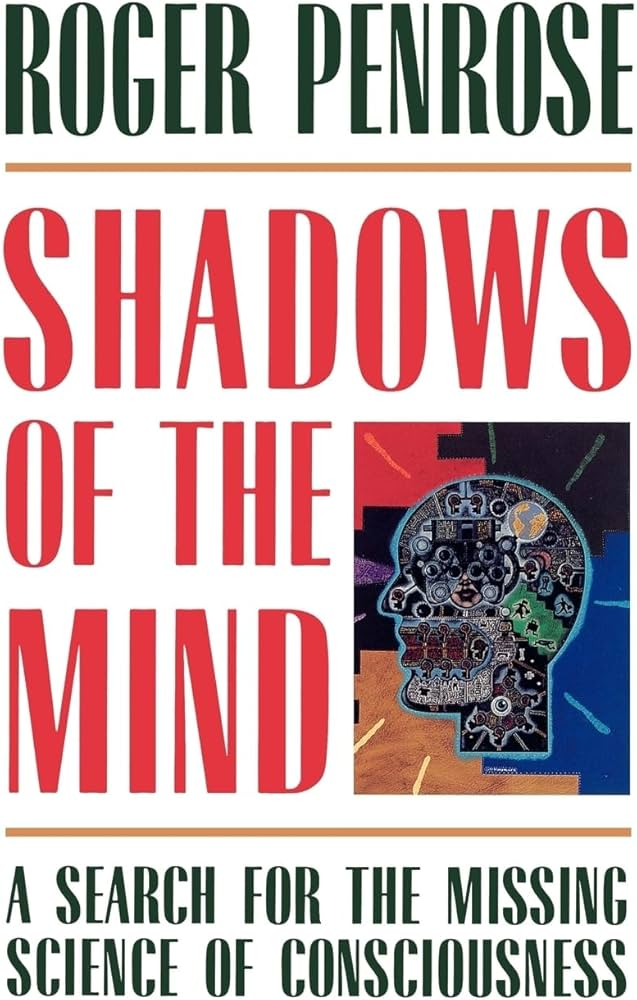 ROGER PENROSE
SHADOWS
OF THE
MIND
A SEARCH FOR THE MISSING
SCIENCE OF CONSCIOUSNESS